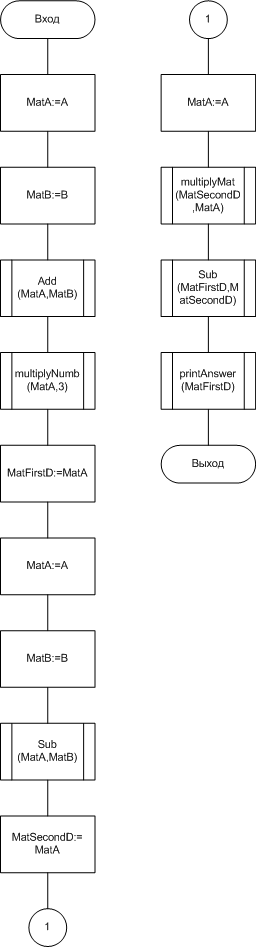 Вход
MatA:=A
MatB:=B
Add
(MatA,MatB)
multiplyNumb
(MatA,3)
MatFirstD:=MatA
MatA:=A
MatB:=B
Sub
(MatA,MatB)
MatSecondD:=
MatA
1
1
MatA:=A
multiplyMat
(MatSecondD
,MatA)
Sub
(MatFirstD,M
atSecondD)
printAnswer
(MatFirstD)
Выход